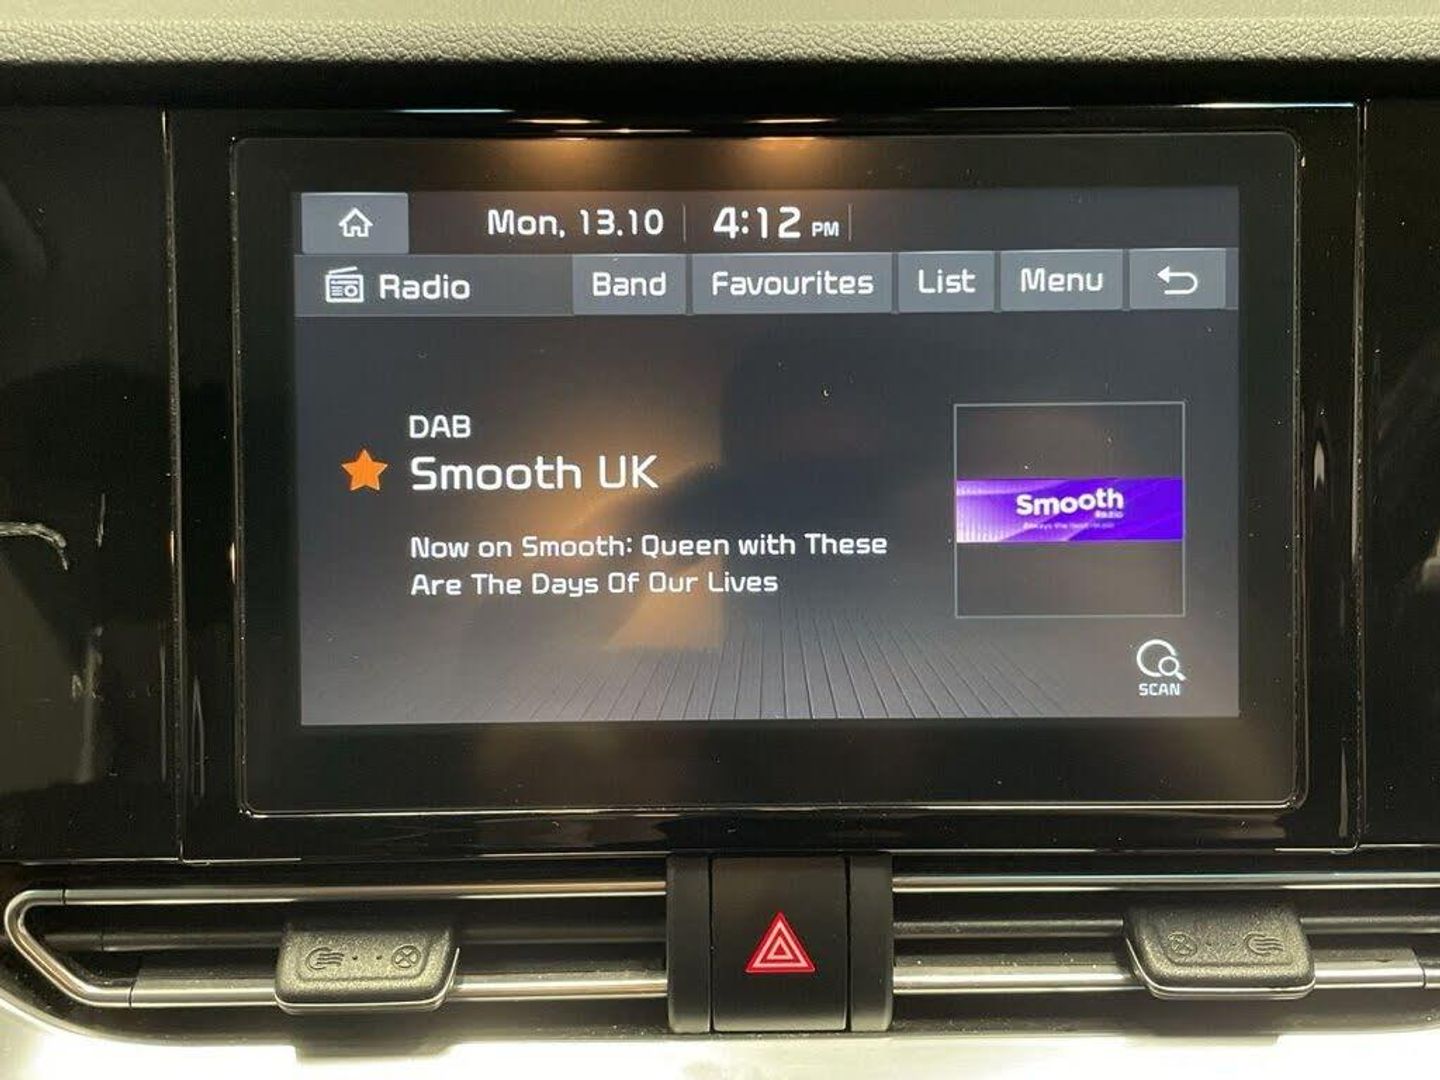 Mon, 13.10 4:12 PM
Radio Band Favourites List Menu
DAB
Smooth UK
Now on Smooth: Queen with These
Are The Days Of Our Lives
Smooth
Radio
SCAN